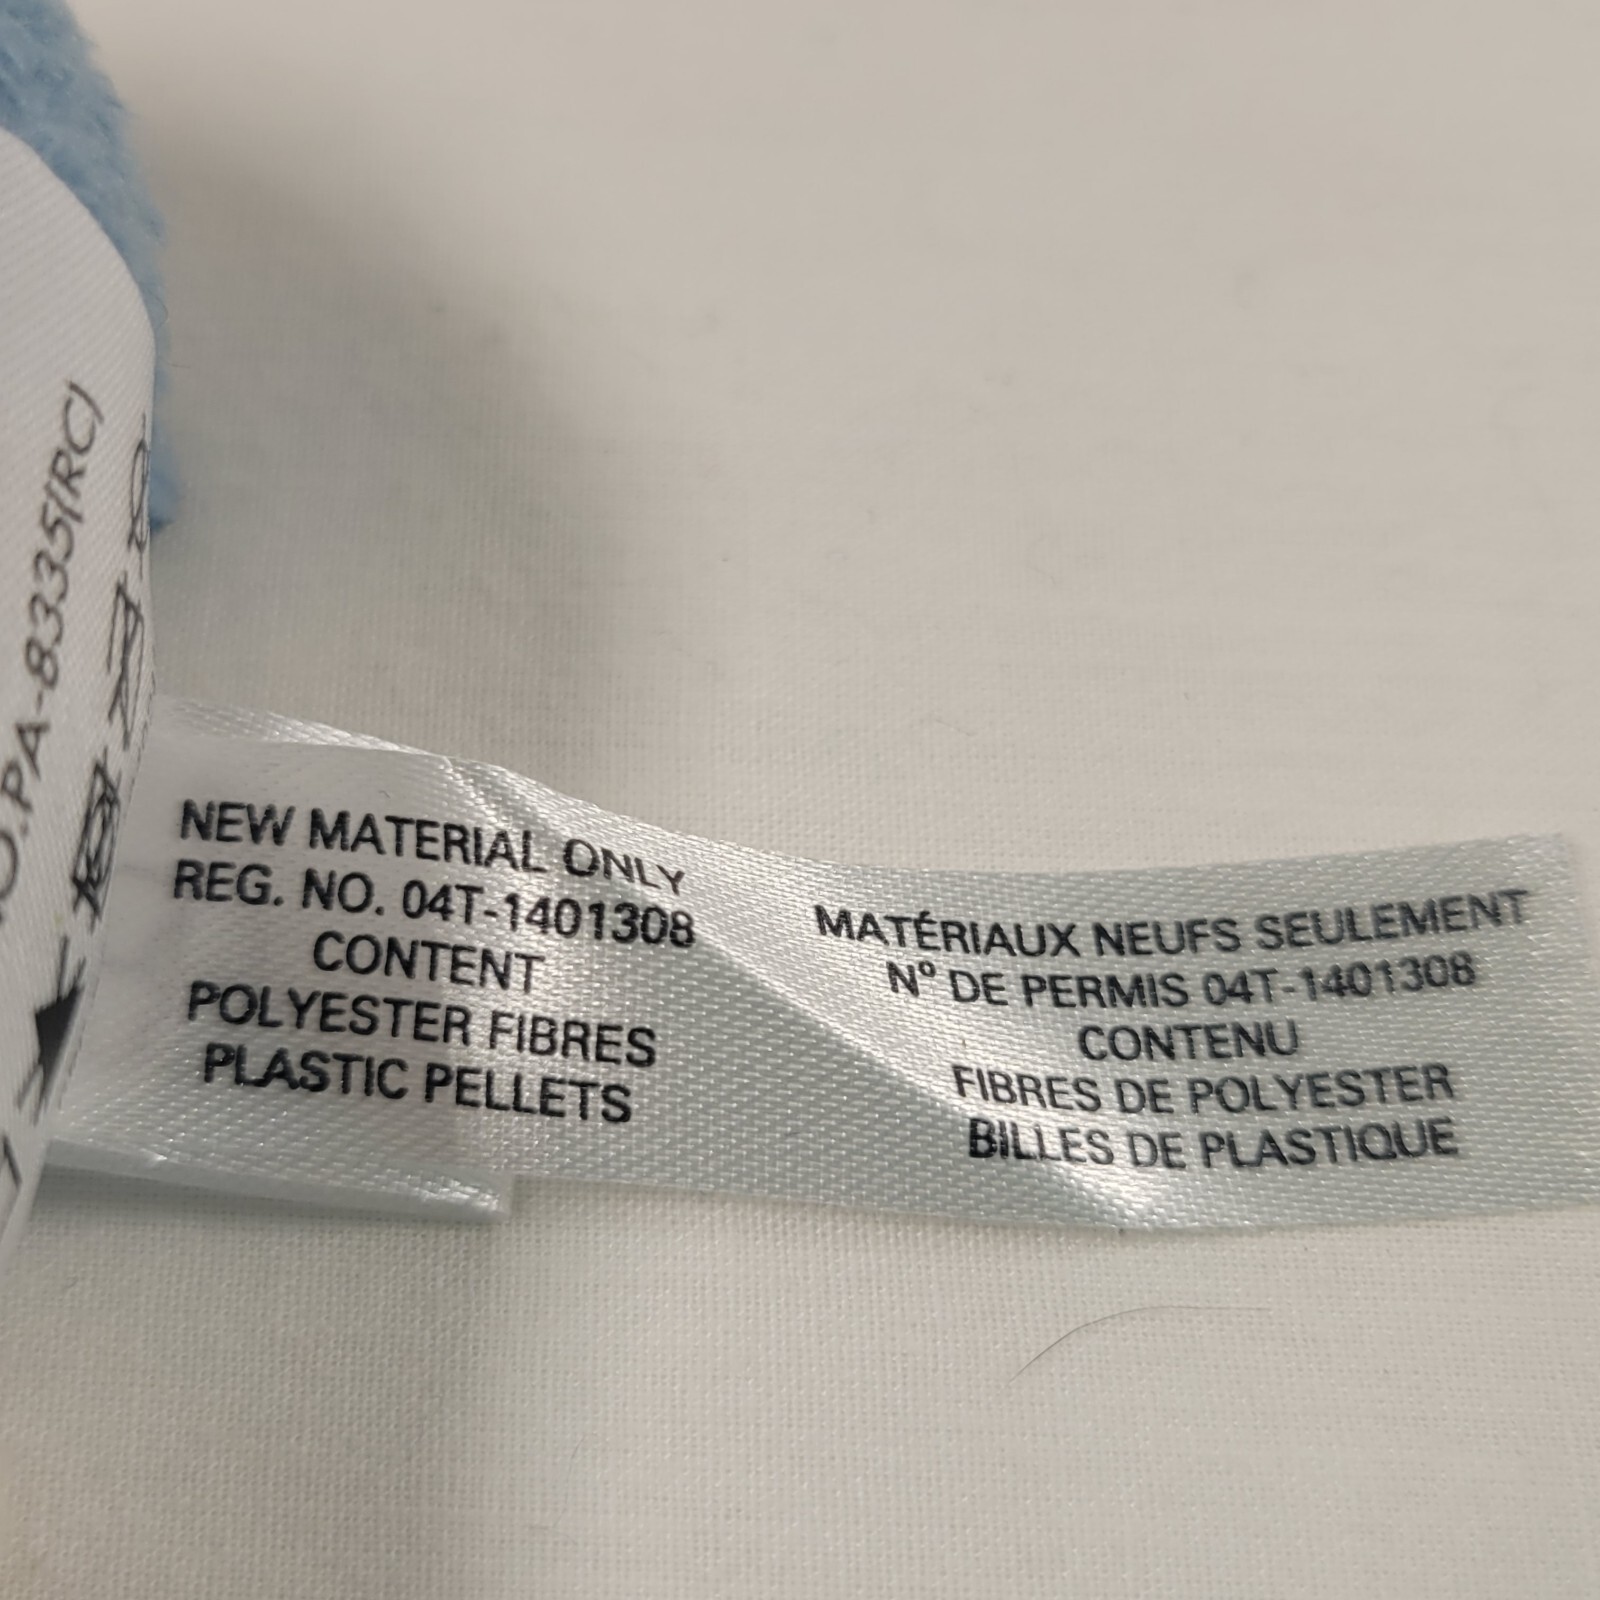 O.PA-8335(RC)
NEW MATERIAL ONLY
REG. NO. 04T-1401308
CONTENT
POLYESTER FIBRES
PLASTIC PELLETS
MATÉRIAUX NEUFS SEULEMENT
N° DE PERMIS 04T-1401308
CONTENU
FIBRES DE POLYESTER
BILLES DE PLASTIQUE